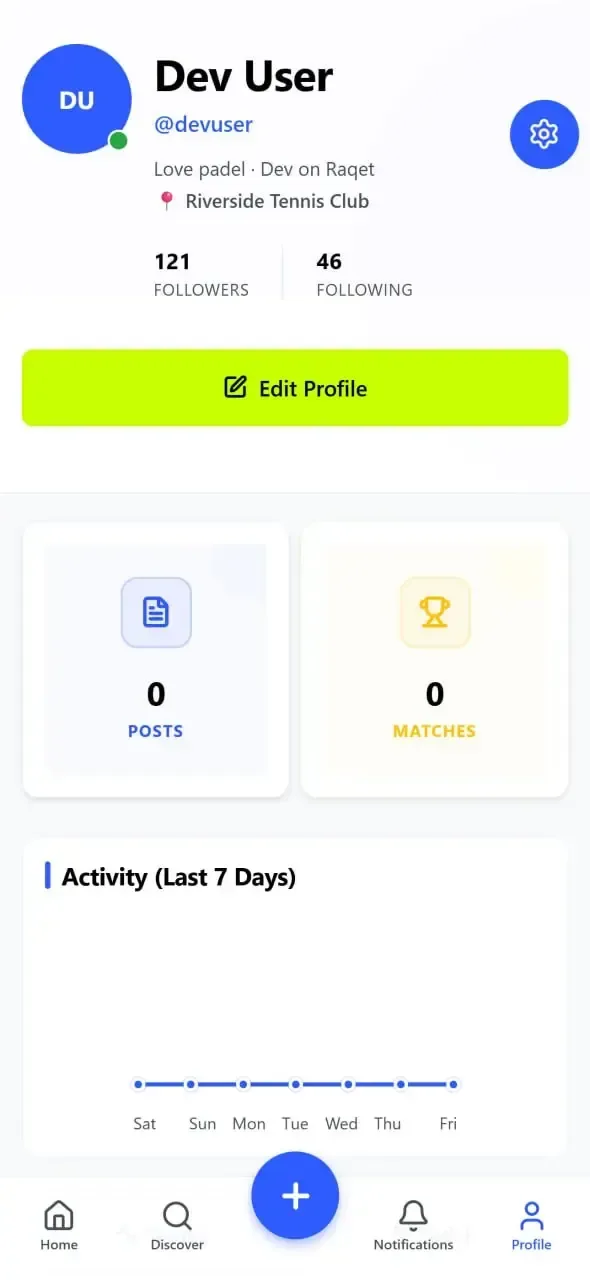 DU
Dev User
@devuser
Love padel · Dev on Raqet
📍 Riverside Tennis Club
121
FOLLOWERS
46
FOLLOWING
Edit Profile
0
POSTS
0
MATCHES
Activity (Last 7 Days)
Sat Sun Mon Tue Wed Thu Fri
Home Discover Notifications Profile